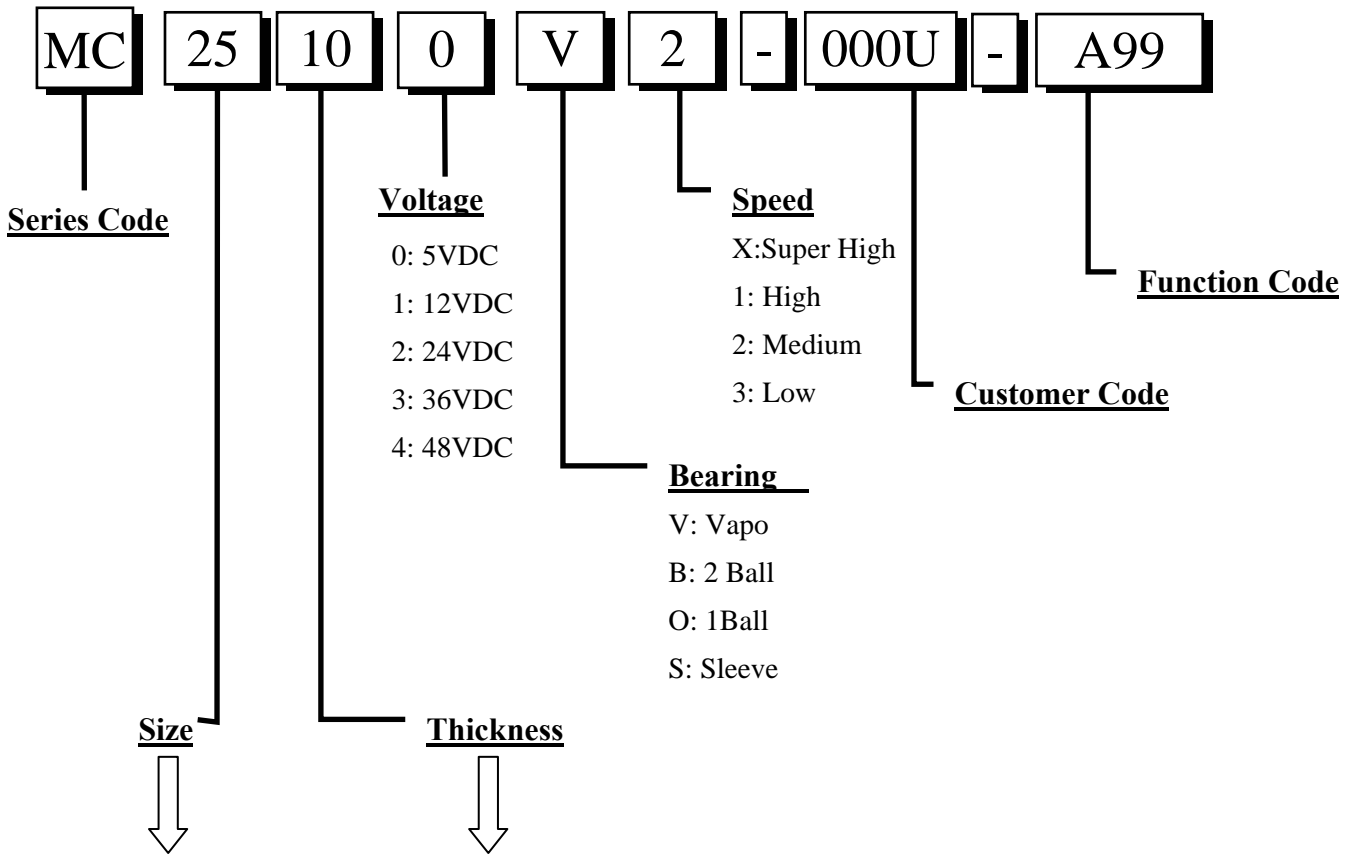 MC 25 10 0 V 2 - 000U - A99
Series Code
Voltage
0: 5VDC
1: 12VDC
2: 24VDC
3: 36VDC
4: 48VDC
Speed
X:Super High
1: High
2: Medium
3: Low
Function Code
Customer Code
Bearing
V: Vapo
B: 2 Ball
O: 1Ball
S: Sleeve
Size
Thickness